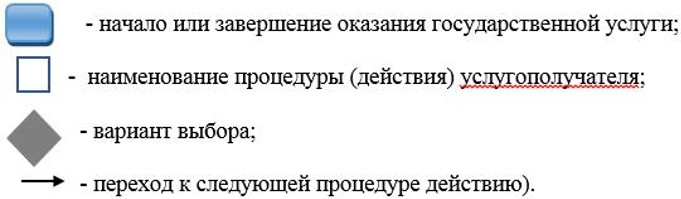 - начало или завершение оказания государственной услуги;
- наименование процедуры (действия) услугополучателя;
- вариант выбора;
- переход к следующей процедуре действию).